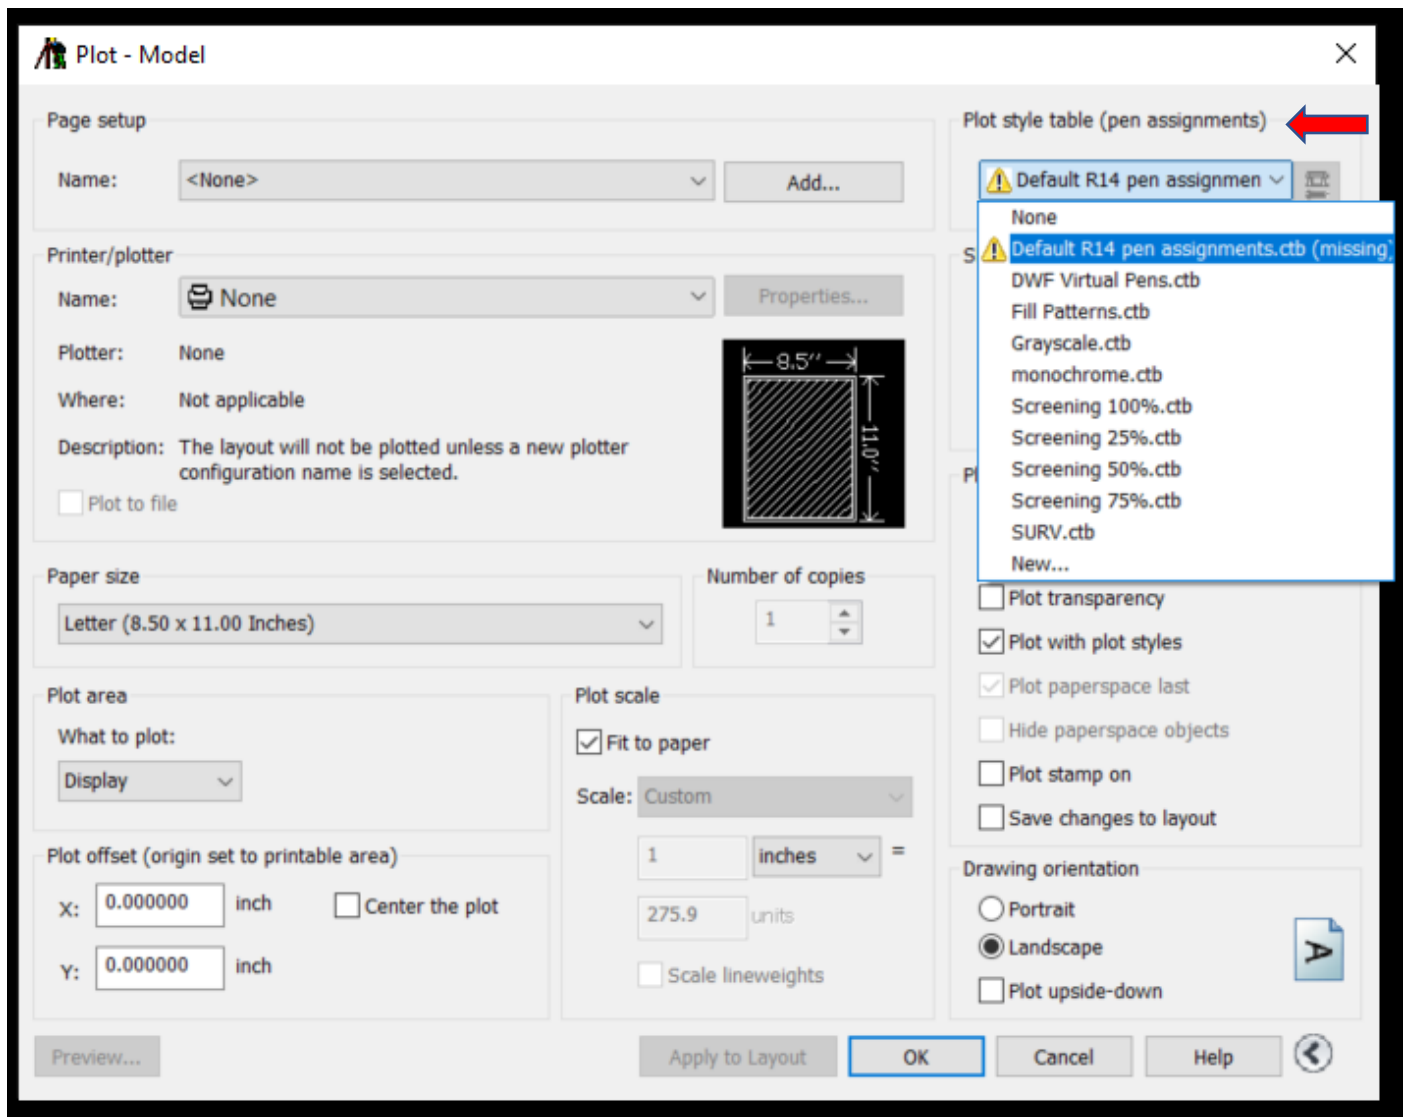 Plot - Model
Page setup
Name:
<None>
Add...
Printer/plotter
Name:
None
Properties...
Plotter:
None
Where:
Not applicable
Description:
The layout will not be plotted unless a new plotter
configuration name is selected.
Plot to file
8.5''
11.0''
Paper size
Letter (8.50 x 11.00 Inches)
Number of copies
1
Plot area
What to plot:
Display
Plot scale
Fit to paper
Scale:
Custom
1
inches
=
275.9
units
Scale lineweights
Plot offset (origin set to printable area)
X:
0.000000
inch
Center the plot
Y:
0.000000
inch
Plot style table (pen assignments)
Default R14 pen assignmen
None
Default R14 pen assignments.ctb (missing)
DWF Virtual Pens.ctb
Fill Patterns.ctb
Grayscale.ctb
monochrome.ctb
Screening 100%.ctb
Screening 25%.ctb
Screening 50%.ctb
Screening 75%.ctb
SURV.ctb
New...
Plot transparency
Plot with plot styles
Plot paperspace last
Hide paperspace objects
Plot stamp on
Save changes to layout
Drawing orientation
Portrait
Landscape
Plot upside-down
A
Preview...
Apply to Layout
OK
Cancel
Help